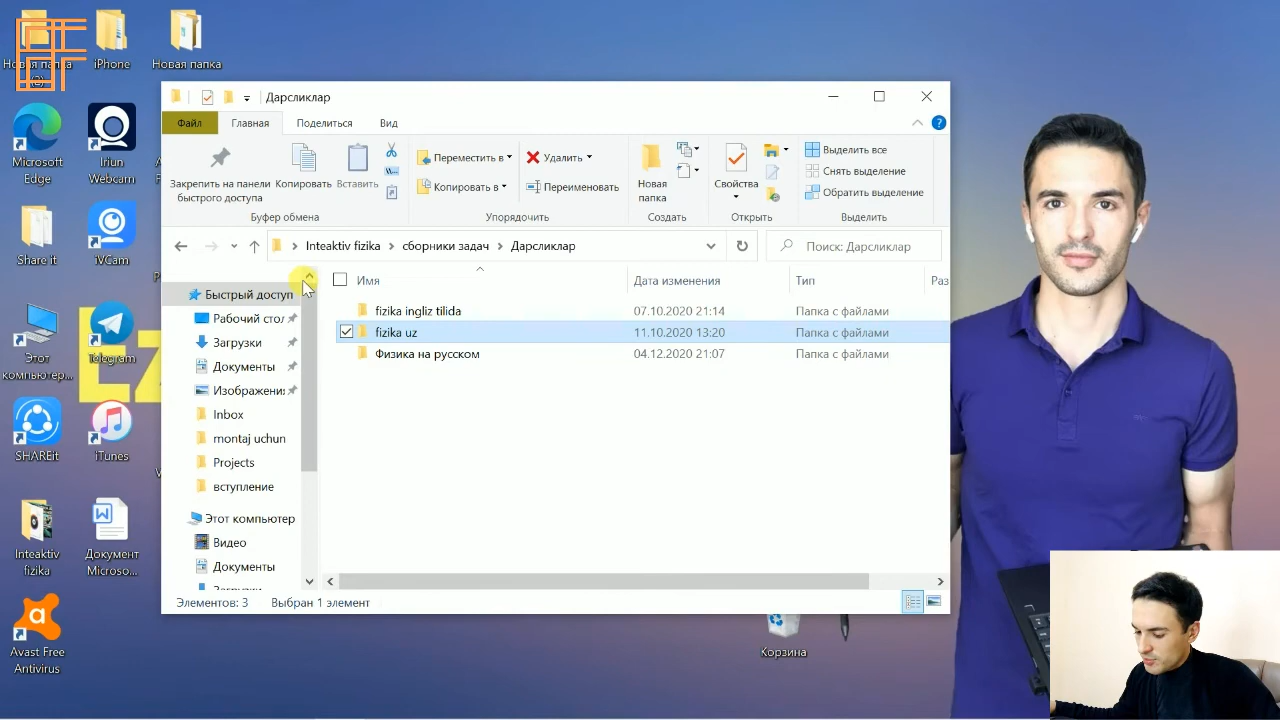 Новая папка (3)
iPhone
Новая папка
Microsoft Edge
Iriun Webcam
Share it
iVCam
Этот компьютер...
Telegram
SHAREit
iTunes
Inteaktiv fizika
Документ Microso...
Avast Free Antivirus
Дарсликлар
Файл
Главная
Поделиться
Вид
Закрепить на панели быстрого доступа
Копировать
Вставить
Буфер обмена
Переместить в
Копировать в
Удалить
Переименовать
Упорядочить
Новая папка
Создать
Свойства
Открыть
Выделить все
Снять выделение
Обратить выделение
Выделить
Inteaktiv fizika
сборники задач
Дарсликлар
Поиск: Дарсликлар
Быстрый доступ
Рабочий стол
Загрузки
Документы
Изображени
Inbox
montaj uchun
Projects
вступление
Этот компьютер
Видео
Документы
Имя Дата изменения Тип Раз
fizika ingliz tilida 07.10.2020 21:14 Папка с файлами
fizika uz 11.10.2020 13:20 Папка с файлами
Физика на русском 04.12.2020 21:07 Папка с файлами
Элементов: 3 Выбран 1 элемент
Корзина